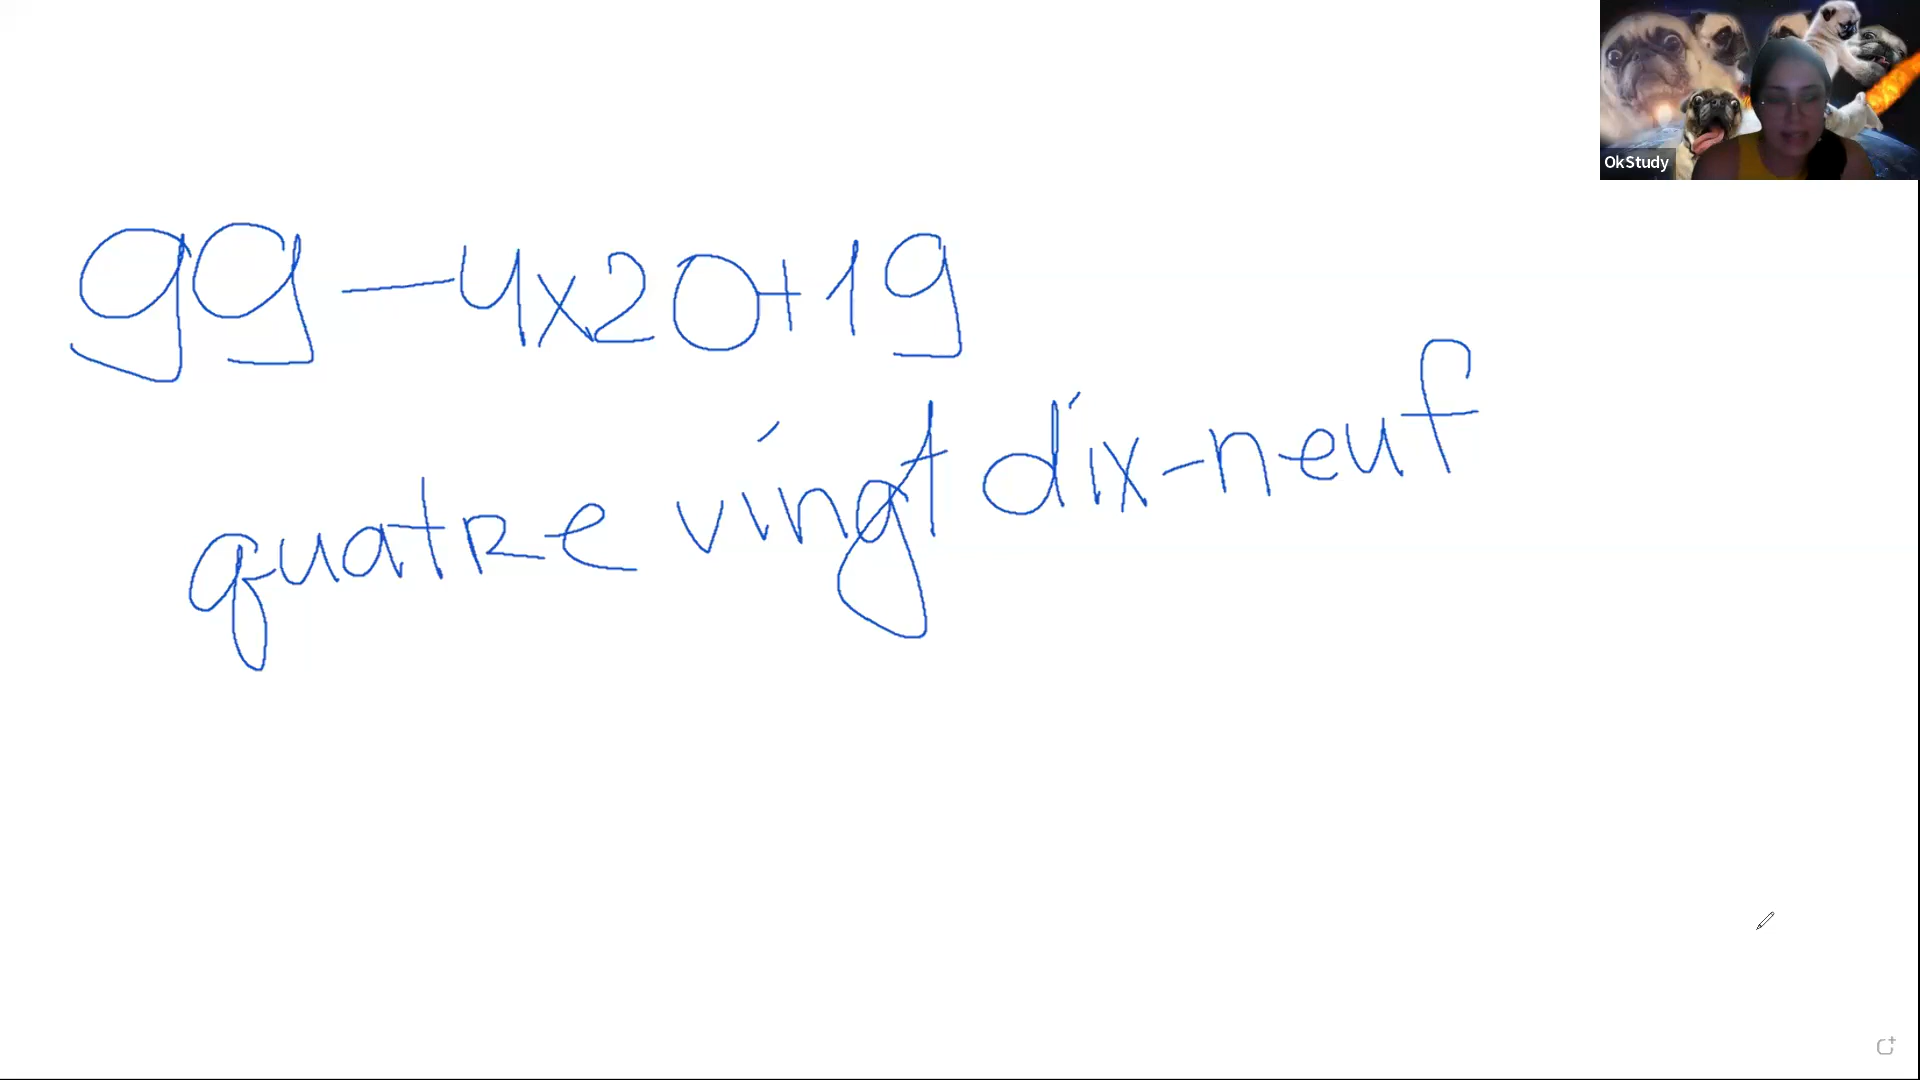 OkStudy
99 — 4x20+19
quatre vingt dix-neuf